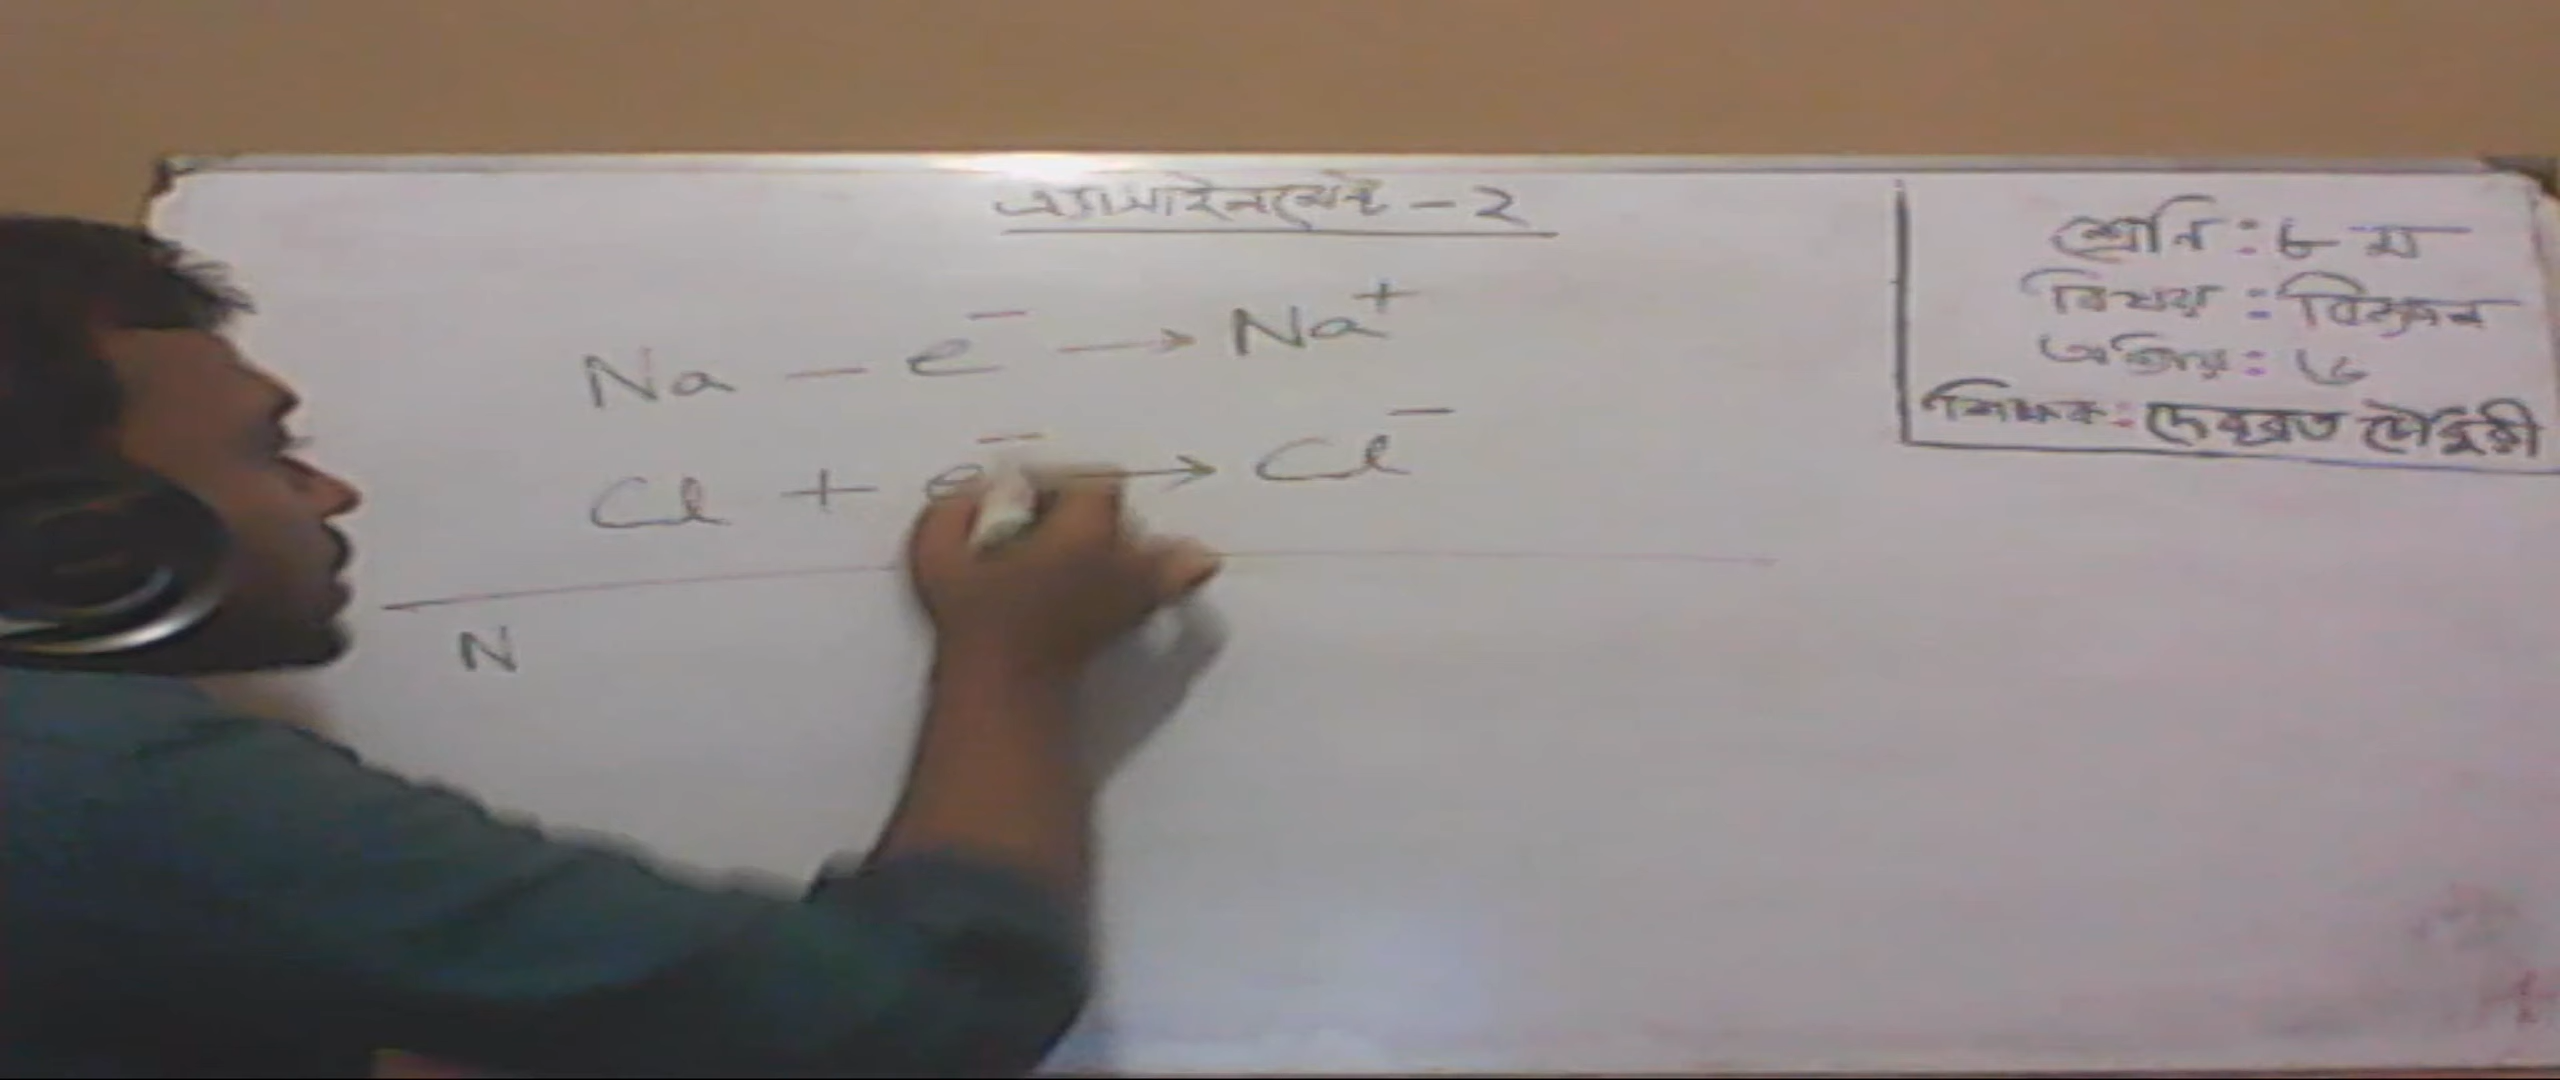 এ্যাসাইনমেন্ট - 2
Na - e⁻ → Na⁺
Cl + e⁻ → Cl⁻
N
শ্রেনি : ৮ম
বিষয় : বিজ্ঞান
অধ্যায় : ৬
শিক্ষক : দেবব্রত চৌধুরী